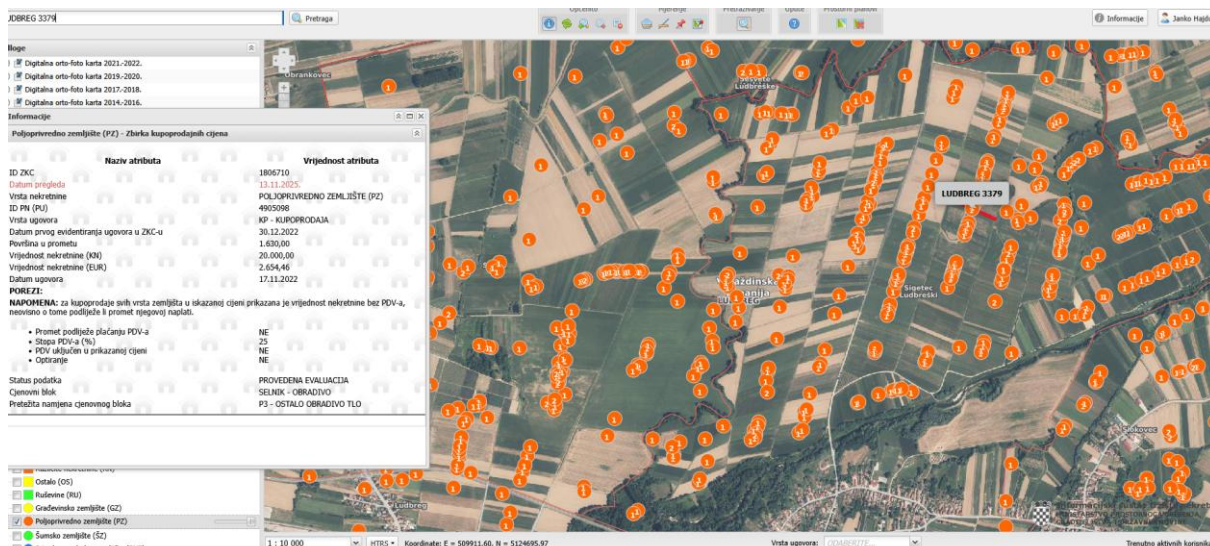 UDBREG 3379
Pretraga
Mjerenje
Informacije
Janko Hajdu
lloge
Digitalna orto-foto karta 2021.-2022.
Digitalna orto-foto karta 2019.-2020.
Digitalna orto-foto karta 2017.-2018.
Digitalna orto-foto karta 2014.-2016.
Informacije
Poljoprivredno zemljište (PZ) - Zbirka kupoprodajnih cijena
Naziv atributa Vrijednost atributa
ID ZKC 1806710
Datum pregleda 13.11.2025.
Vrsta nekretnine POLJOPRIVREDNO ZEMLJIŠTE (PZ)
ID PN (PU) 4905098
Vrsta ugovora KP - KUPOPRODAJA
Datum prvog evidentiranja ugovora u ZKC-u 30.12.2022
Površina u prometu 1.630,00
Vrijednost nekretnine (KN) 20.000,00
Vrijednost nekretnine (EUR) 2.654,46
Datum ugovora 17.11.2022
POREZI:
NAPOMENA: za kupoprodaje svih vrsta zemljišta u iskazanoj cijeni prikazana je vrijednost nekretnine bez PDV-a,
neovisno o tome podliježe li promet njegovoj naplati.
Promet podliježe plaćanju PDV-a NE
Stopa PDV-a (%) 25
PDV uključen u prikazanoj cijeni NE
Optiranje NE
Status podatka PROVEDENA EVALUACIJA
Cjenovni blok SELNIK - OBRADIVO
Pretežita namjena cjenovnog bloka P3 - OSTALO OBRADIVO TLO
Ostalo (OS)
Ruševine (RU)
Građevinsko zemljište (GZ)
Poljoprivredno zemljište (PZ)
Šumsko zemljište (ŠZ)
Obrankovec
Sesvete
Ludbreške
LUDBREG 3379
Sigetec
Ludbreški
LUDBREG
Slokovec
Ludbreg
1 : 10 000
HTRS
Koordinate: E = 509911.60, N = 5124695.97
Vrsta ugovora: ODABERITE...
Trenutno aktivnih korisnika